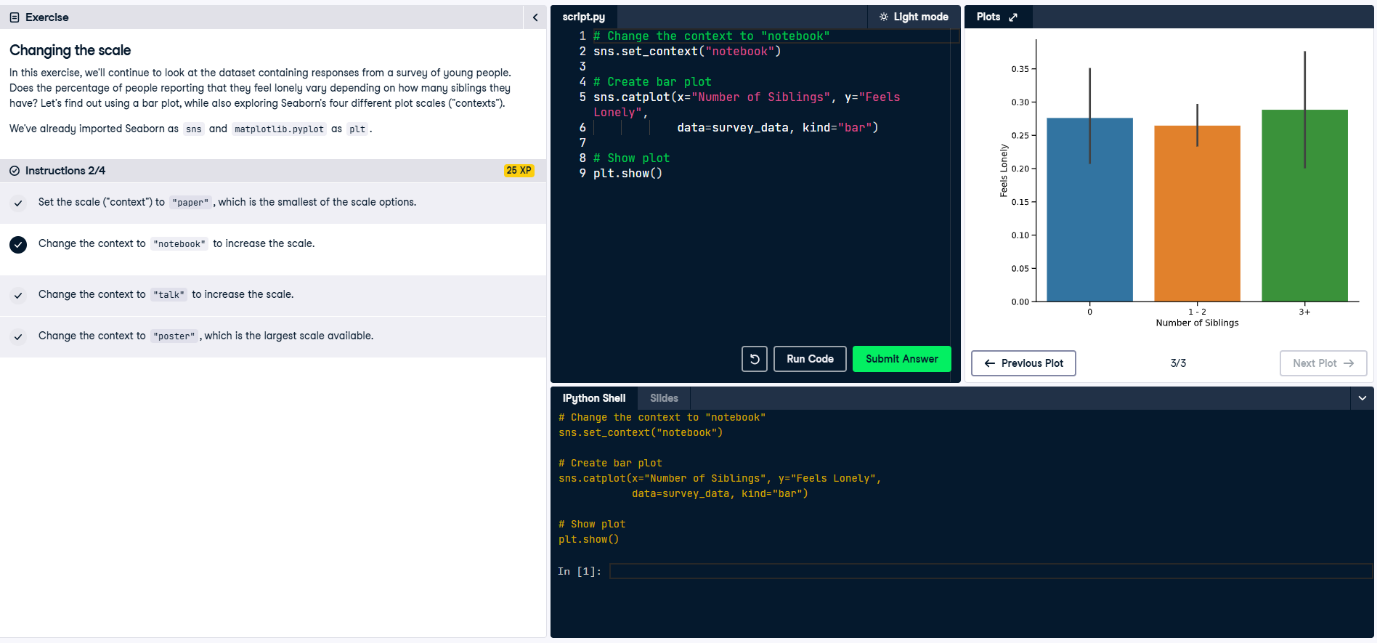 Exercise
Changing the scale
In this exercise, we'll continue to look at the dataset containing responses from a survey of young people.
Does the percentage of people reporting that they feel lonely vary depending on how many siblings they
have? Let's find out using a bar plot, while also exploring Seaborn's four different plot scales ("contexts").
We've already imported Seaborn as sns and matplotlib.pyplot as plt .
Instructions 2/4
25 XP
Set the scale ("context") to "paper" , which is the smallest of the scale options.
Change the context to "notebook" to increase the scale.
Change the context to "talk" to increase the scale.
Change the context to "poster" , which is the largest scale available.
script.py
Light mode
1 # Change the context to "notebook"
2 sns.set_context("notebook")
3
4 # Create bar plot
5 sns.catplot(x="Number of Siblings", y="Feels
Lonely",
6 data=survey_data, kind="bar")
7
8 # Show plot
9 plt.show()
Run Code
Submit Answer
Plots
0.35
0.30
0.25
0.20
0.15
0.10
0.05
0.00
Feels Lonely
0 1 - 2 3+
Number of Siblings
Previous Plot
3/3
Next Plot
IPython Shell
Slides
# Change the context to "notebook"
sns.set_context("notebook")
# Create bar plot
sns.catplot(x="Number of Siblings", y="Feels Lonely",
data=survey_data, kind="bar")
# Show plot
plt.show()
In [1]: